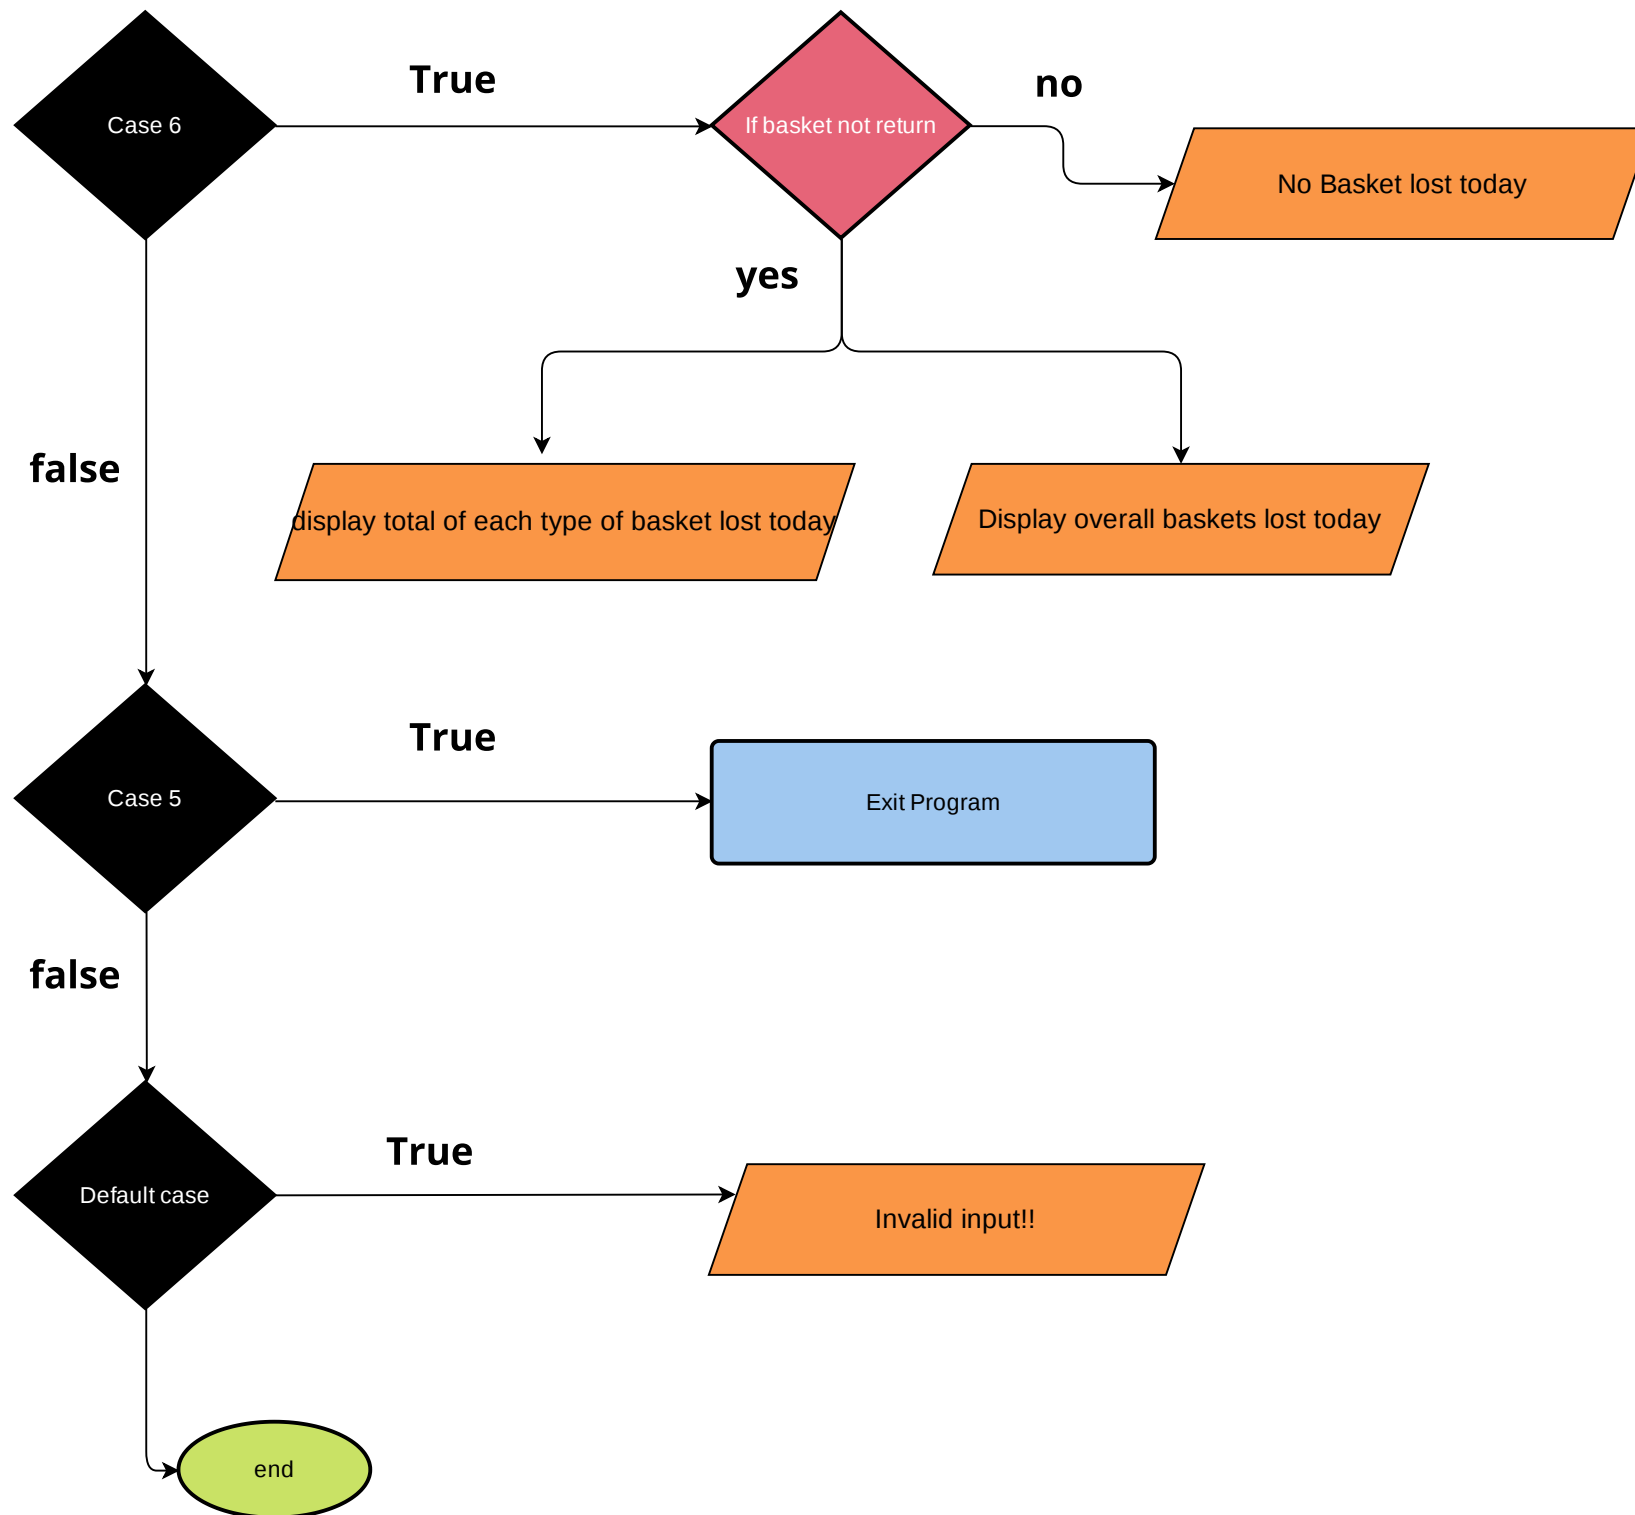 True
no
Case 6
If basket not return
No Basket lost today
yes
false
display total of each type of basket lost today
Display overall baskets lost today
True
Case 5
Exit Program
false
True
Default case
Invalid input!!
end